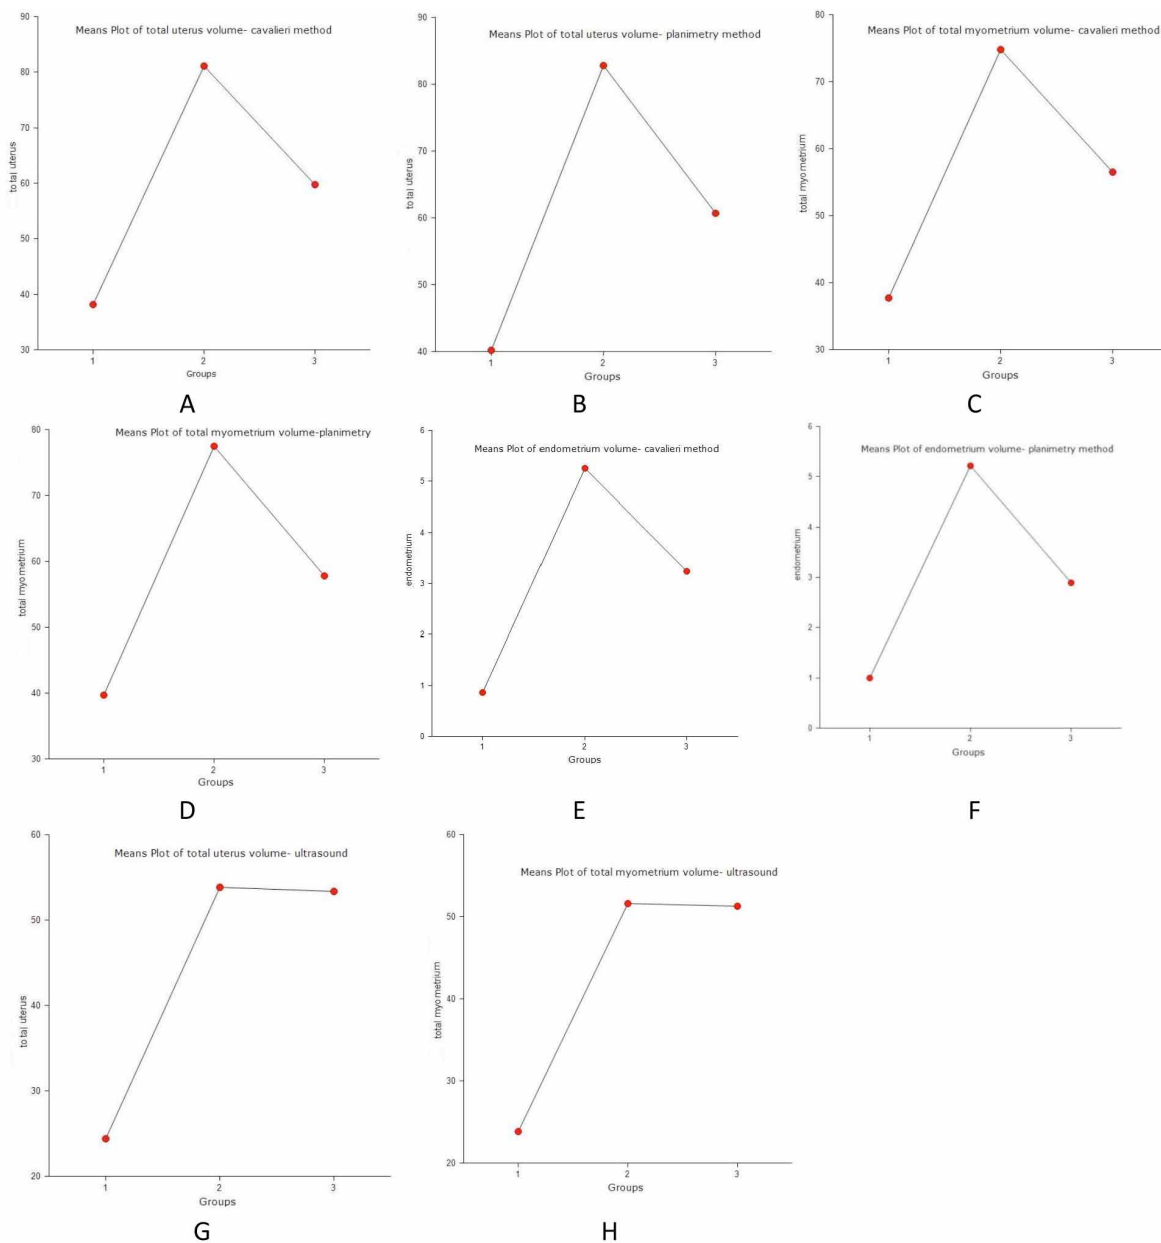 Means Plot of total uterus volume- cavalieri method
90
80
70
60
50
40
30
total uterus
1 2 3
Groups
A
Means Plot of total uterus volume- planimetry method
90
80
70
60
50
40
total uterus
1 2 3
Groups
B
Means Plot of total myometrium volume- cavalieri method
80
70
60
50
40
30
total myometrium
1 2 3
Groups
C
Means Plot of total myometrium volume-planimetry
80
70
60
50
40
30
total myometrium
1 2 3
Groups
D
Means Plot of endometrium volume- cavalieri method
6
5
4
3
2
1
0
endometrium
1 2 3
Groups
E
Means Plot of endometrium volume- planimetry method
6
5
4
3
2
1
0
endometrium
1 2 3
Groups
F
Means Plot of total uterus volume- ultrasound
60
50
40
30
20
total uterus
1 2 3
Groups
G
Means Plot of total myometrium volume- ultrasound
60
50
40
30
20
total myometrium
1 2 3
Groups
H